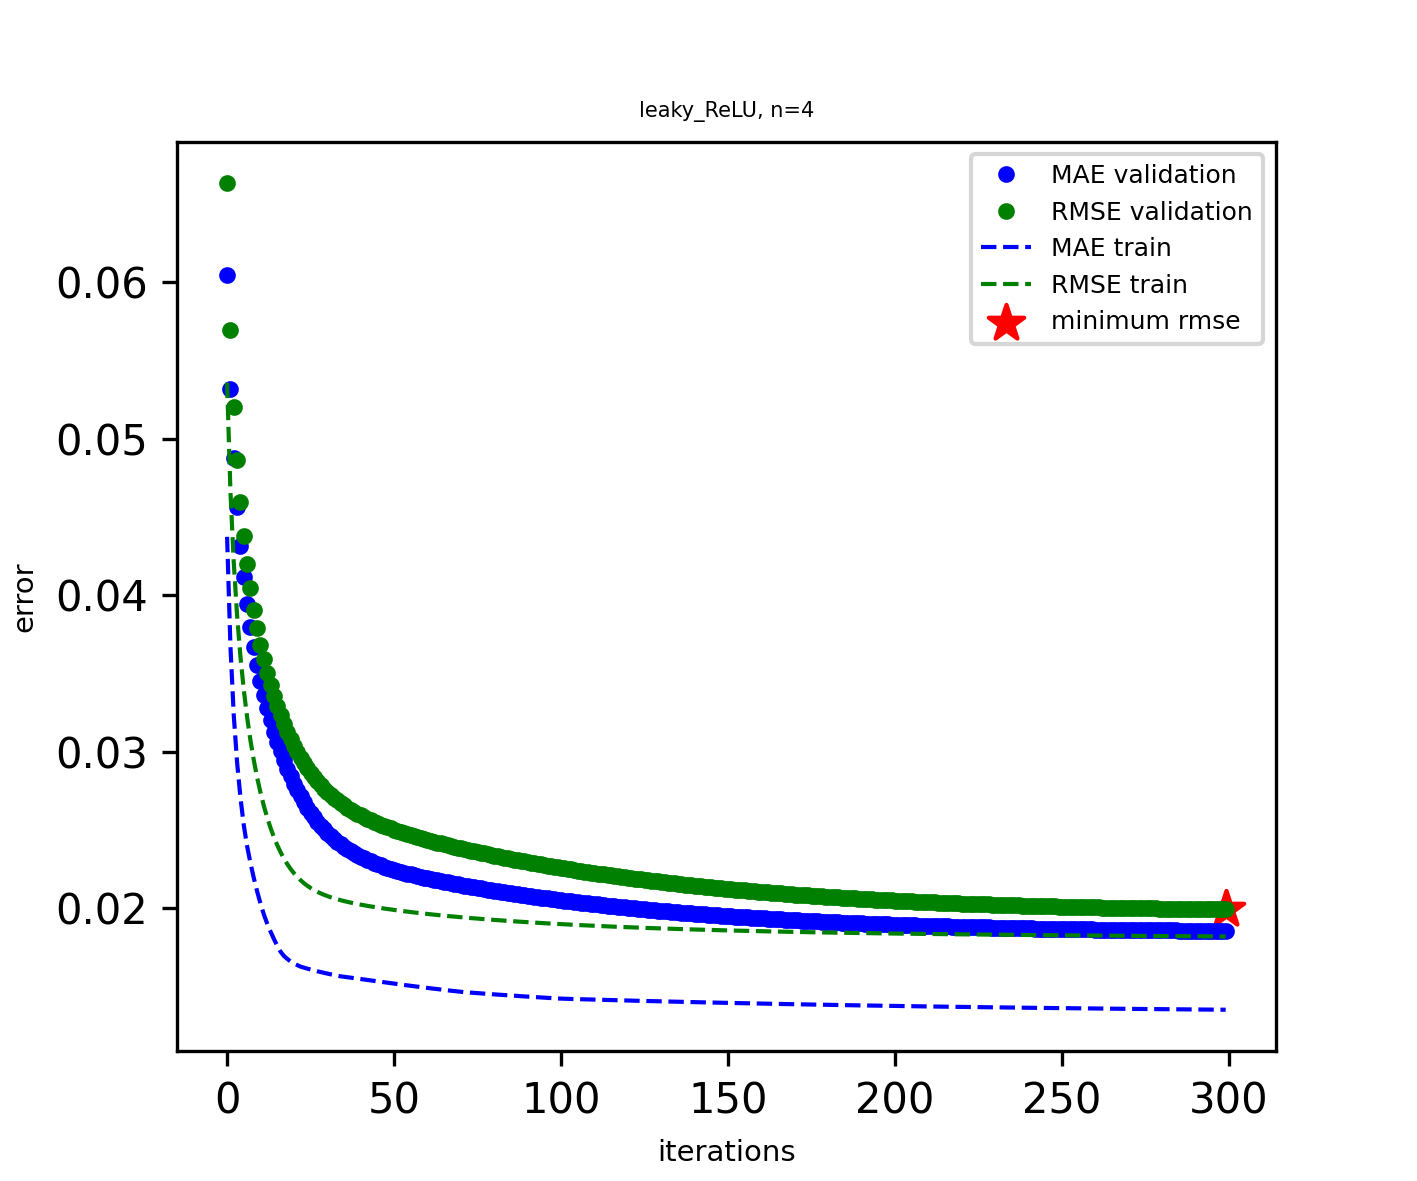 leaky_ReLU, n=4
MAE validation
RMSE validation
MAE train
RMSE train
minimum rmse
error
0.06
0.05
0.04
0.03
0.02
0 50 100 150 200 250 300
iterations